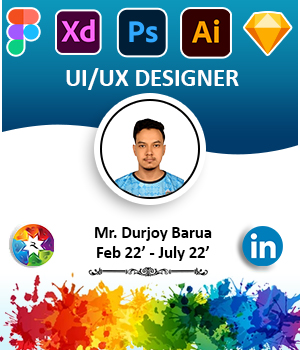 Xd Ps Ai
UI/UX DESIGNER
Mr. Durjoy Barua
Feb 22’ - July 22’
in